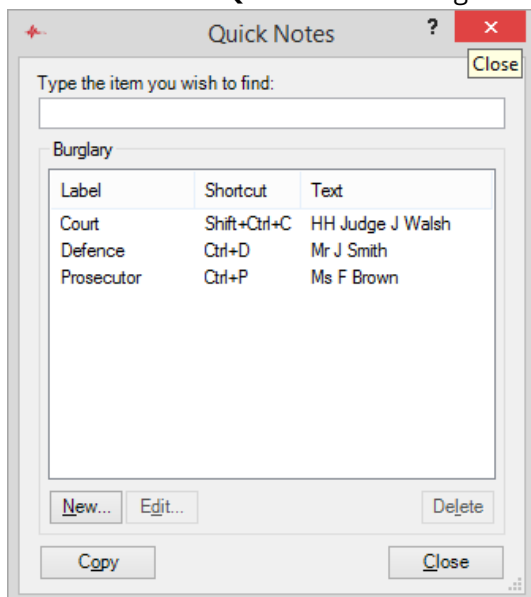 Quick Notes ? ×
Close
Type the item you wish to find:
Burglary
Label Shortcut Text
Court Shift+Ctrl+C HH Judge J Walsh
Defence Ctrl+D Mr J Smith
Prosecutor Ctrl+P Ms F Brown
New... Edit... Delete
Copy Close